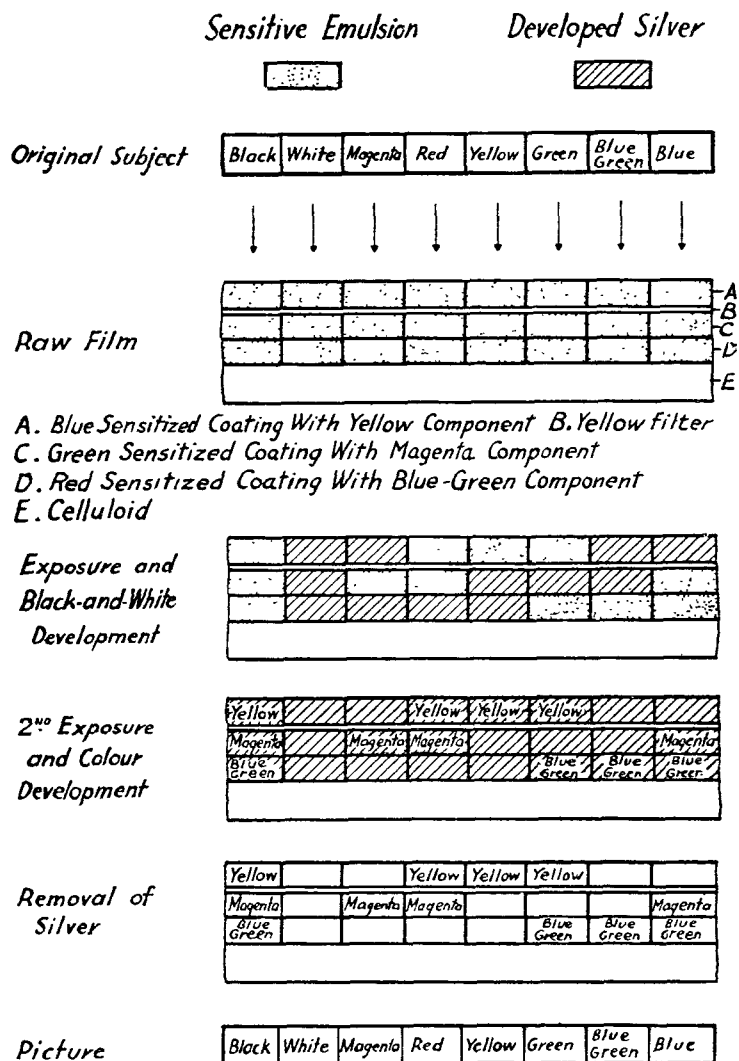 Sensitive Emulsion Developed Silver
Original Subject Black White Magenta Red Yellow Green Blue Green Blue
Raw Film
A
B
C
D
E
A. Blue Sensitized Coating With Yellow Component B. Yellow filter
C. Green Sensitized Coating With Magenta Component
D. Red Sensitized Coating With Blue-Green Component
E. Celluloid
Exposure and
Black-and-White
Development
2ND Exposure
and Colour
Development
Yellow Yellow Yellow Yellow
Magenta Magenta Magenta Magenta
Blue Green Blue Green Blue Green Blue Green
Removal of
Silver
Yellow Yellow Yellow Yellow
Magenta Magenta Magenta Magenta
Blue Green Blue Green Blue Green Blue Green
Picture Black White Magenta Red Yellow Green Blue Green Blue